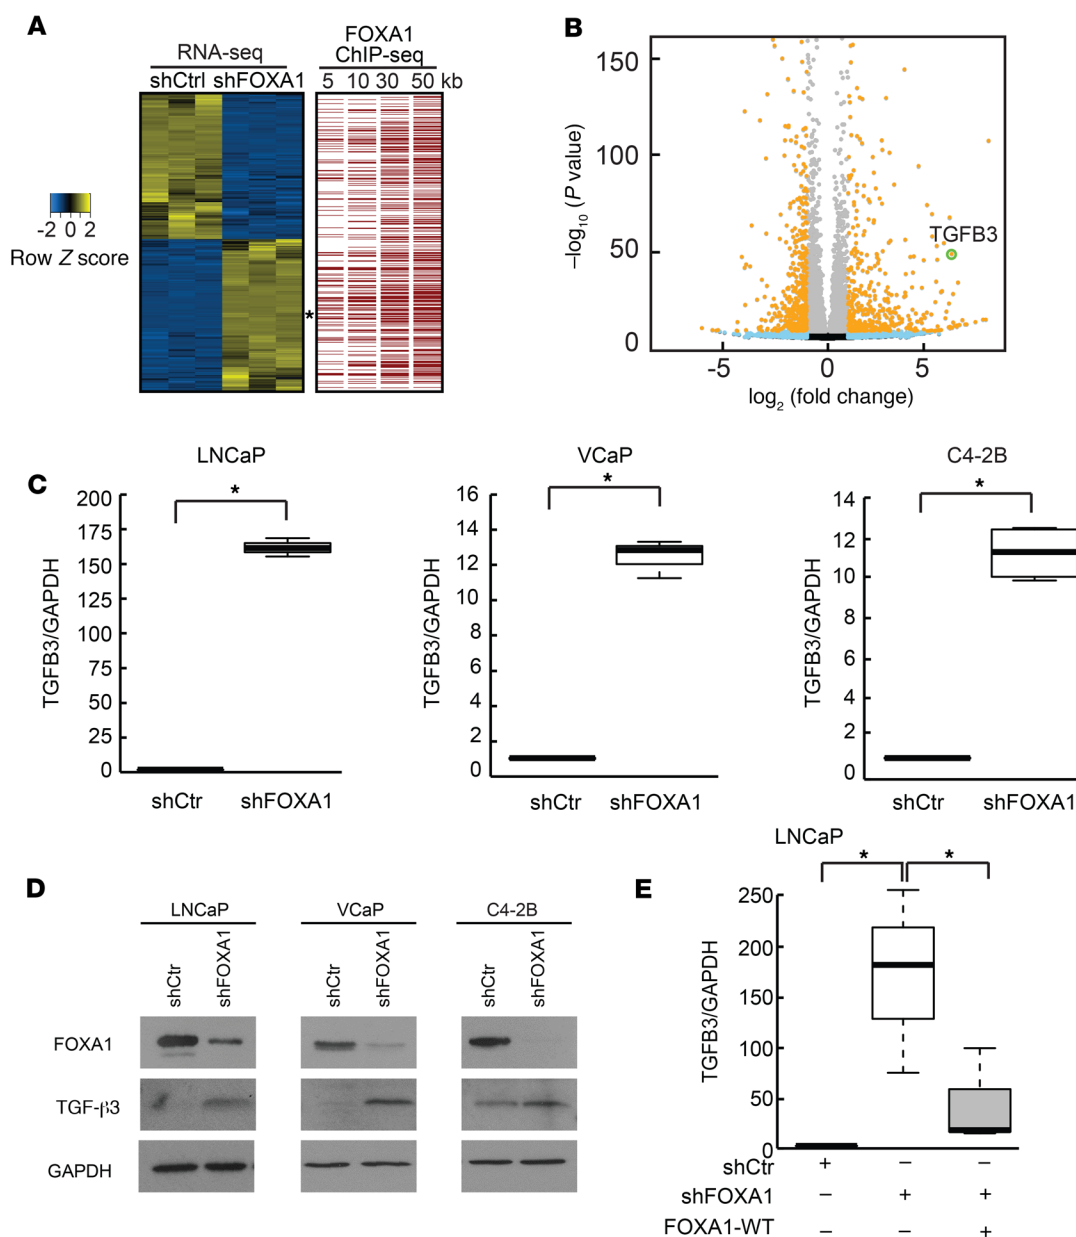 A
RNA-seq
shCtrl shFOXA1
FOXA1
ChIP-seq
5 10 30 50 kb
-2 0 2
Row Z score
*
B
150
100
50
0
–log10 (P value)
TGFB3
-5 0 5
log2 (fold change)
C
LNCaP
*
200
175
150
125
100
75
50
25
0
TGFB3/GAPDH
shCtr shFOXA1
VCaP
*
16
14
12
10
8
6
4
2
0
TGFB3/GAPDH
shCtr shFOXA1
C4-2B
*
14
12
10
8
6
4
2
0
TGFB3/GAPDH
shCtr shFOXA1
D
LNCaP VCaP C4-2B
shCtr shFOXA1 shCtr shFOXA1 shCtr shFOXA1
FOXA1
TGF-β3
GAPDH
E
LNCaP
* *
250
200
150
100
50
0
TGFB3/GAPDH
shCtr + – –
shFOXA1 – + +
FOXA1-WT – – +